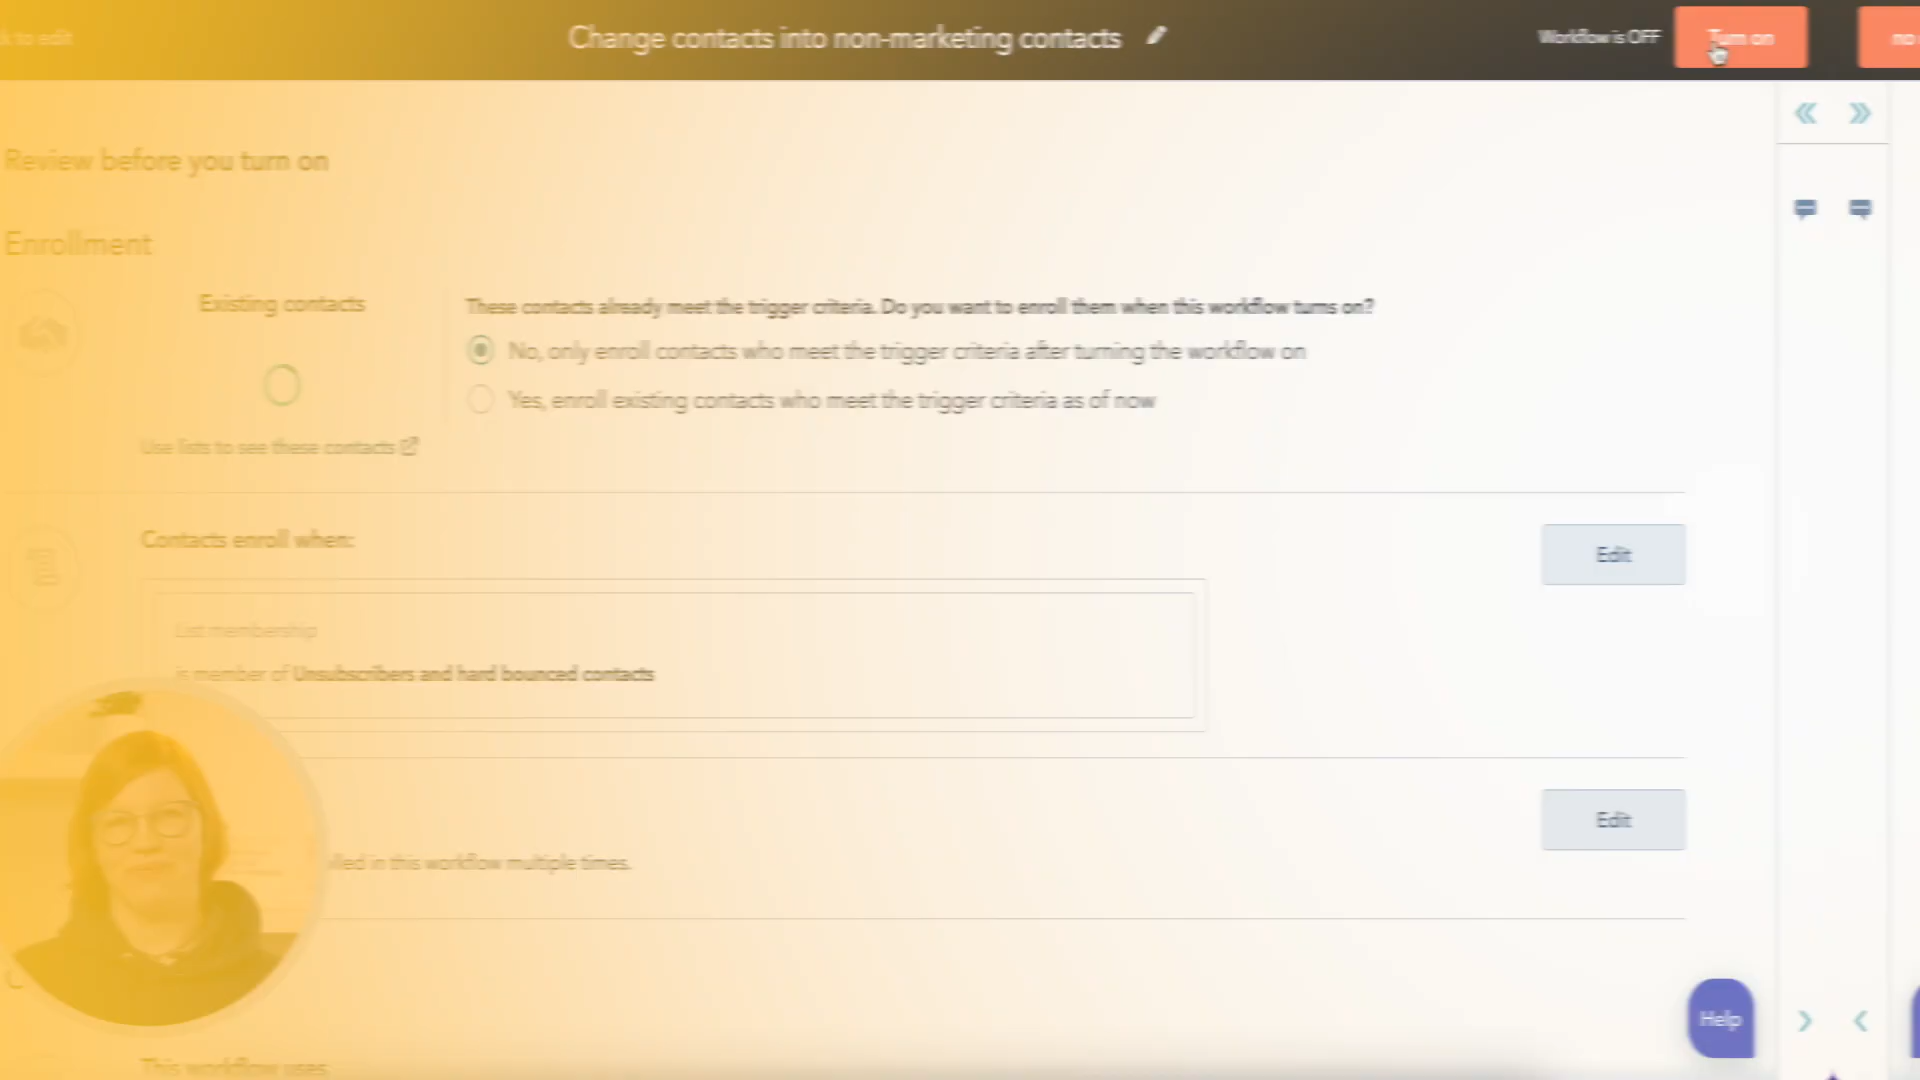 to edit
Change contacts into non-marketing contacts
Workflow is OFF
Turn on
no
Review before you turn on
Enrollment
Existing contacts
These contacts already meet the trigger criteria. Do you want to enroll them when this workflow turns on?
No, only enroll contacts who meet the trigger criteria after turning the workflow on
Yes, enroll existing contacts who meet the trigger criteria as of now
Use lists to see these contacts
Contacts enroll when:
Edit
List membership
is member of Unsubscribers and hard bounced contacts
Edit
in this workflow multiple times.
Help
This workflow uses